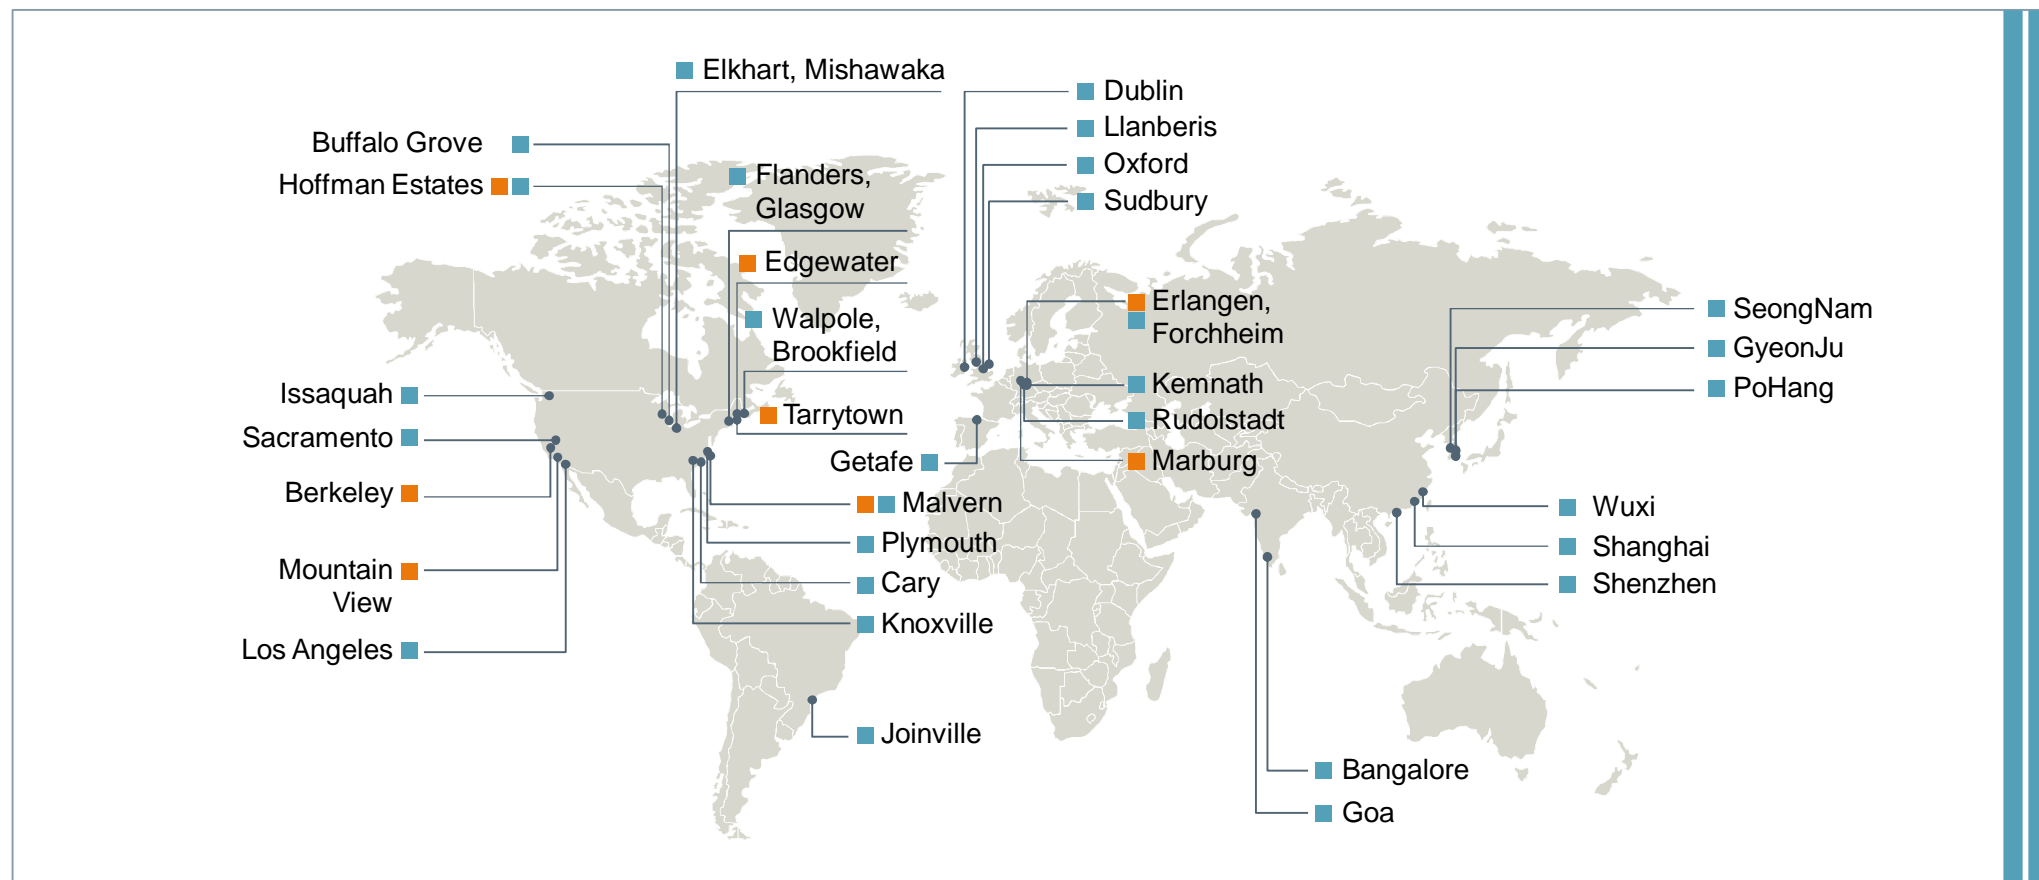 Elkhart, Mishawaka
Buffalo Grove
Hoffman Estates
Flanders,
Glasgow
Edgewater
Walpole,
Brookfield
Tarrytown
Issaquah
Sacramento
Berkeley
Mountain
View
Los Angeles
Getafe
Malvern
Plymouth
Cary
Knoxville
Joinville
Dublin
Llanberis
Oxford
Sudbury
Erlangen,
Forchheim
Kemnath
Rudolstadt
Marburg
SeongNam
GyeonJu
PoHang
Wuxi
Shanghai
Shenzhen
Bangalore
Goa